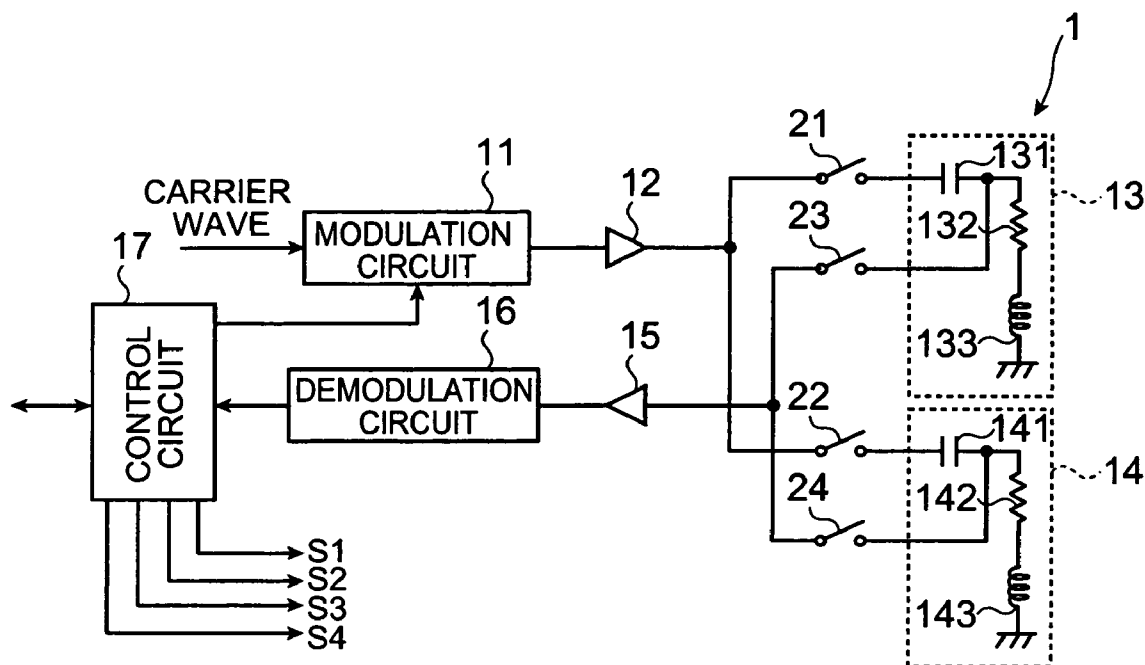 1
21
131
11
12
CARRIER
WAVE
MODULATION
CIRCUIT
23
132
13
17
16
15
133
CONTROL
CIRCUIT
DEMODULATION
CIRCUIT
22
141
14
24
142
143
S1
S2
S3
S4